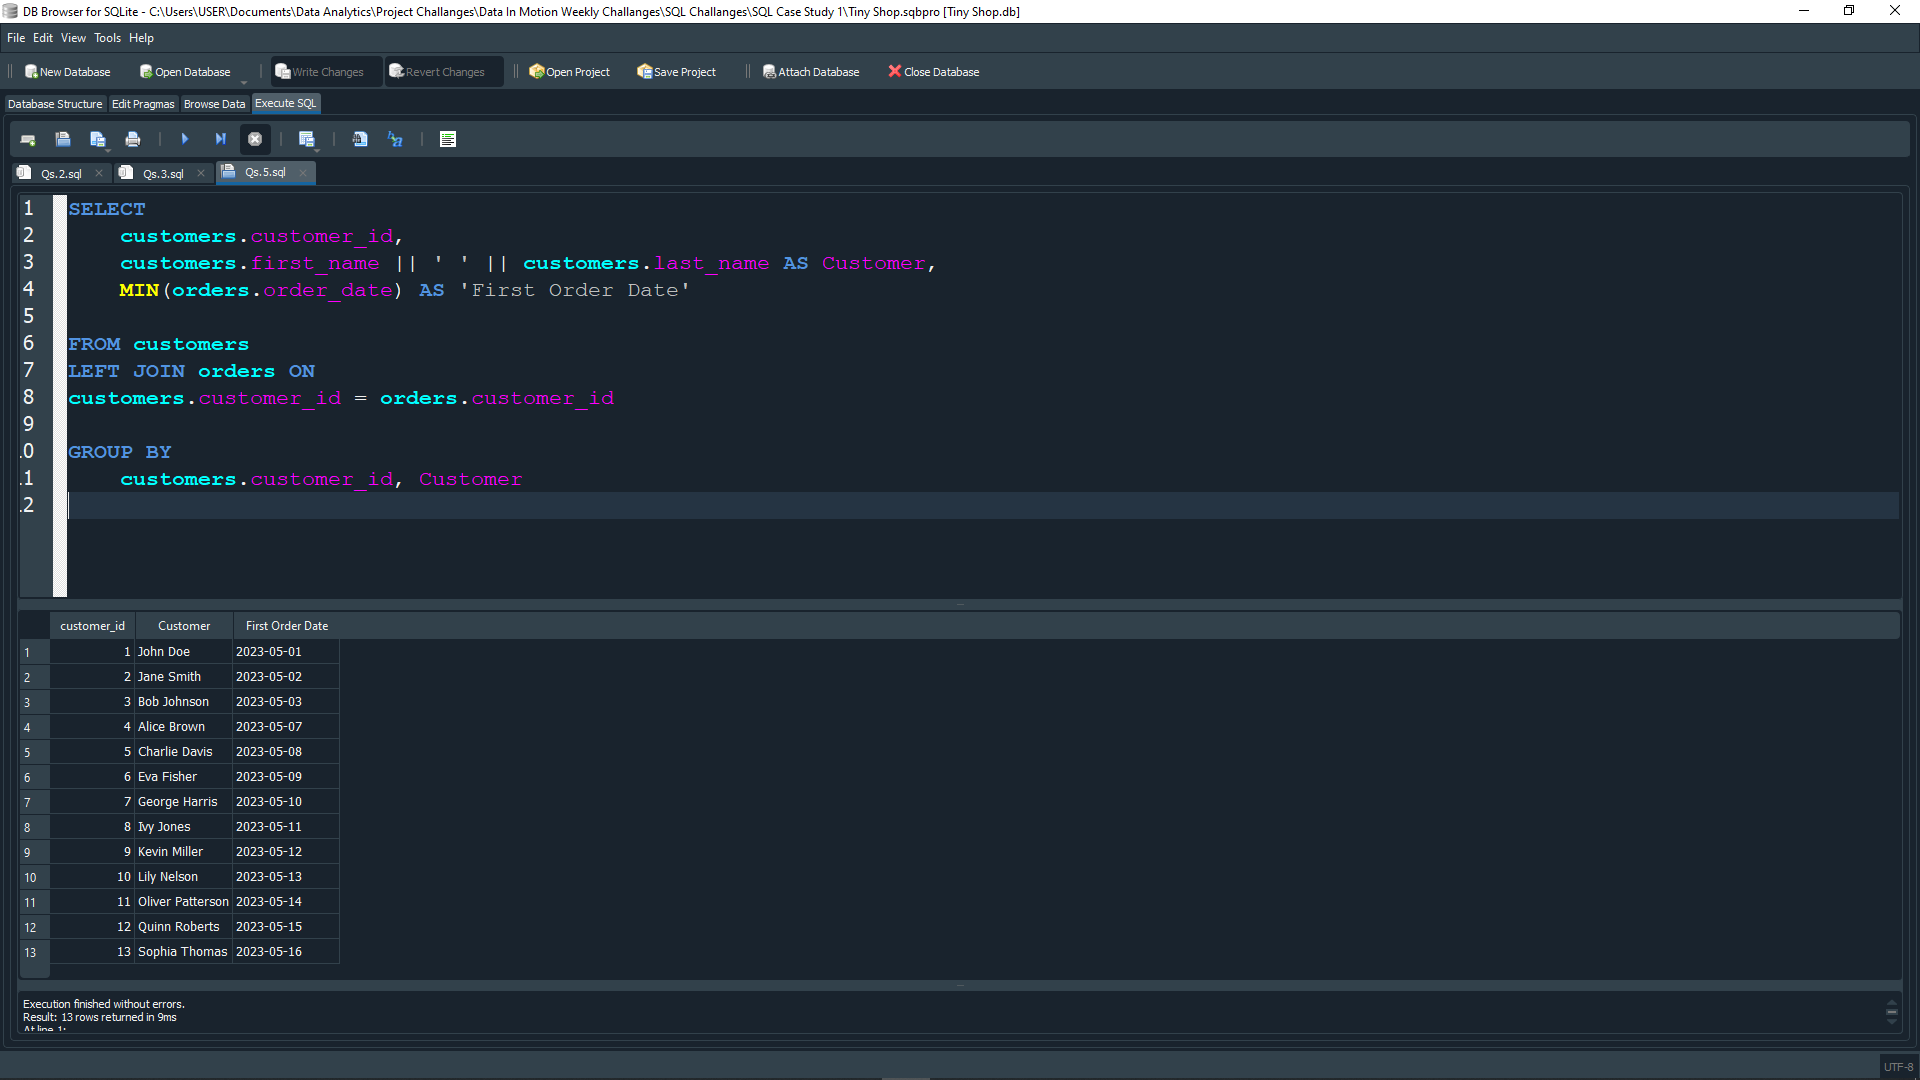 DB Browser for SQLite - C:\Users\USER\Documents\Data Analytics\Project Challanges\Data In Motion Weekly Challanges\SQL Challanges\SQL Case Study 1\Tiny Shop.sqbpro [Tiny Shop.db]
File Edit View Tools Help
New Database Open Database Write Changes Revert Changes Open Project Save Project Attach Database Close Database
Database Structure Edit Pragmas Browse Data Execute SQL
Qs.2.sql Qs.3.sql Qs.5.sql
1 SELECT
2 customers.customer_id,
3 customers.first_name || ' ' || customers.last_name AS Customer,
4 MIN(orders.order_date) AS 'First Order Date'
5
6 FROM customers
7 LEFT JOIN orders ON
8 customers.customer_id = orders.customer_id
9
.0 GROUP BY
.1 customers.customer_id, Customer
.2
customer_id Customer First Order Date
1 1 John Doe 2023-05-01
2 2 Jane Smith 2023-05-02
3 3 Bob Johnson 2023-05-03
4 4 Alice Brown 2023-05-07
5 5 Charlie Davis 2023-05-08
6 6 Eva Fisher 2023-05-09
7 7 George Harris 2023-05-10
8 8 Ivy Jones 2023-05-11
9 9 Kevin Miller 2023-05-12
10 10 Lily Nelson 2023-05-13
11 11 Oliver Patterson 2023-05-14
12 12 Quinn Roberts 2023-05-15
13 13 Sophia Thomas 2023-05-16
Execution finished without errors.
Result: 13 rows returned in 9ms
At line 1:
UTF-8